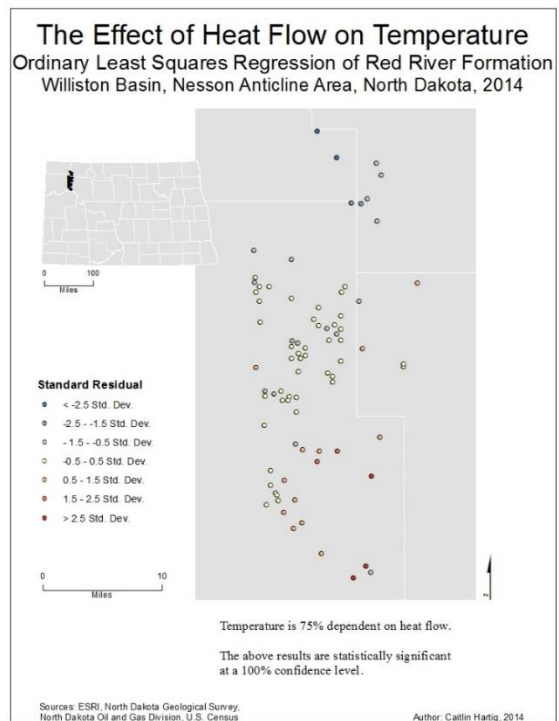 The Effect of Heat Flow on Temperature
Ordinary Least Squares Regression of Red River Formation
Williston Basin, Nesson Anticline Area, North Dakota, 2014
0 100
Miles
Standard Residual
< -2.5 Std. Dev.
-2.5 - -1.5 Std. Dev.
-1.5 - -0.5 Std. Dev.
-0.5 - 0.5 Std. Dev.
0.5 - 1.5 Std. Dev.
1.5 - 2.5 Std. Dev.
> 2.5 Std. Dev.
0 10
Miles
N
Temperature is 75% dependent on heat flow.
The above results are statistically significant
at a 100% confidence level.
Sources: ESRI, North Dakota Geological Survey,
North Dakota Oil and Gas Division, U.S. Census
Author: Caitlin Hartig, 2014